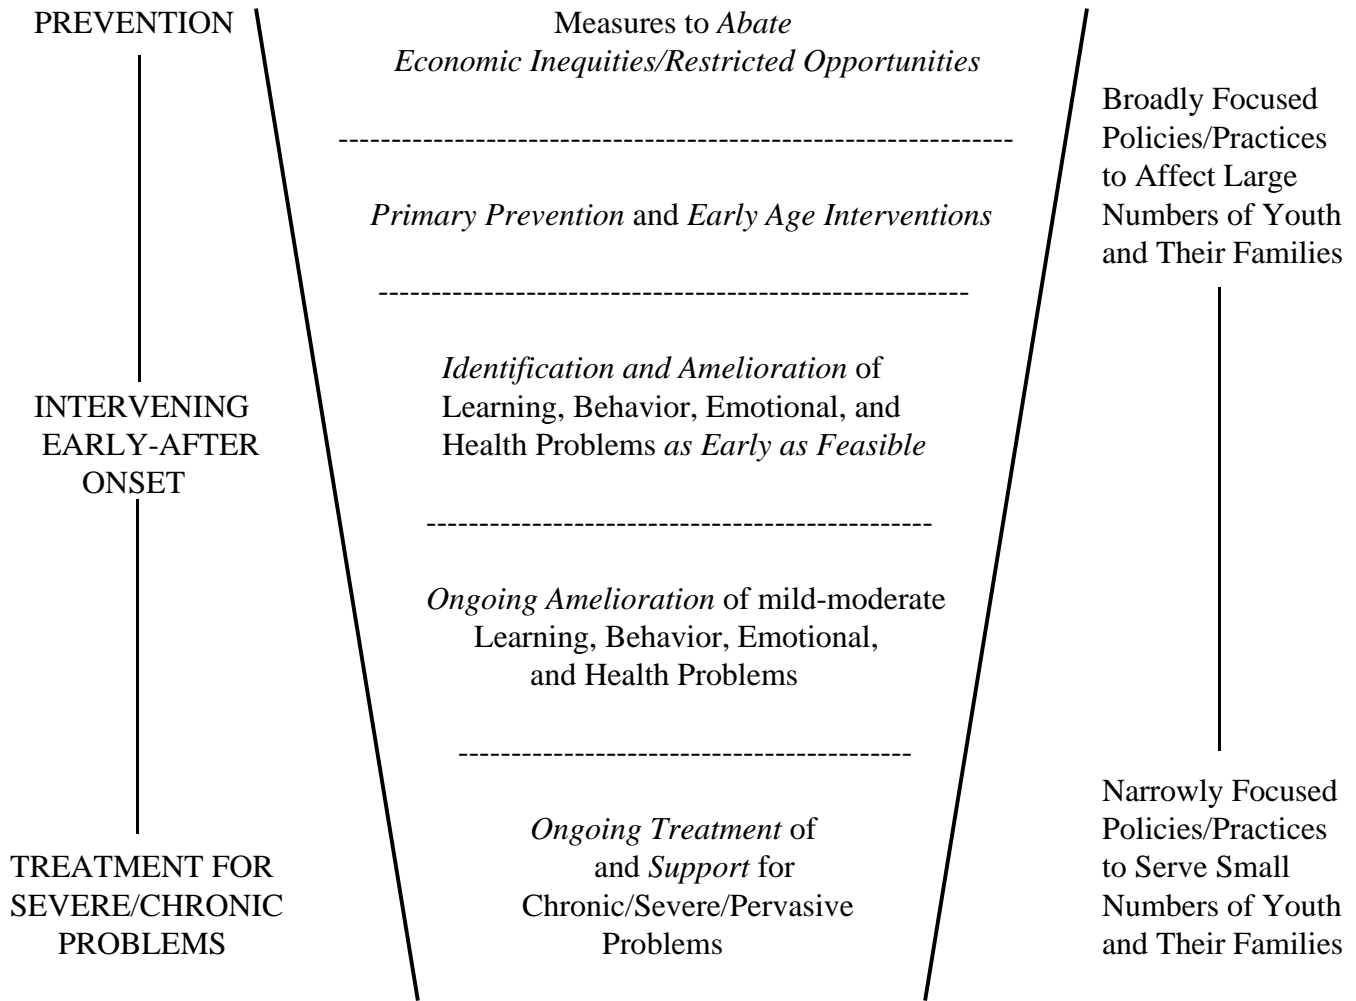 PREVENTION
Measures to Abate
Economic Inequities/Restricted Opportunities
Broadly Focused
Policies/Practices
to Affect Large
Numbers of Youth
and Their Families
----------------------------------------------------------------
Primary Prevention and Early Age Interventions
--------------------------------------------------------
INTERVENING
EARLY-AFTER
ONSET
Identification and Amelioration of
Learning, Behavior, Emotional, and
Health Problems as Early as Feasible
------------------------------------------------
Ongoing Amelioration of mild-moderate
Learning, Behavior, Emotional,
and Health Problems
-------------------------------------------
TREATMENT FOR
SEVERE/CHRONIC
PROBLEMS
Ongoing Treatment of
and Support for
Chronic/Severe/Pervasive
Problems
Narrowly Focused
Policies/Practices
to Serve Small
Numbers of Youth
and Their Families